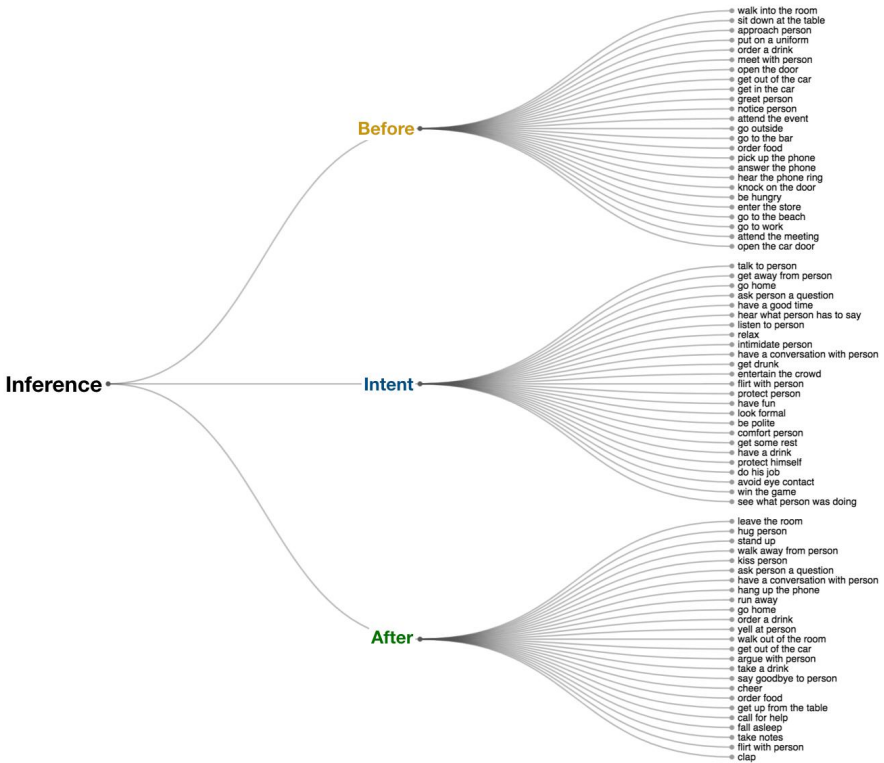 Inference
Before
walk into the room
sit down at the table
approach person
put on a uniform
order a drink
meet with person
open the door
get out of the car
get in the car
greet person
notice person
attend the event
go outside
go to the bar
order food
pick up the phone
answer the phone
hear the phone ring
knock on the door
be hungry
enter the store
go to the beach
go to work
attend the meeting
open the car door
Intent
talk to person
get away from person
go home
ask person a question
have a good time
hear what person has to say
listen to person
relax
intimidate person
have a conversation with person
get drunk
entertain the crowd
flirt with person
protect person
have fun
look formal
be polite
comfort person
get some rest
have a drink
protect himself
do his job
avoid eye contact
win the game
see what person was doing
After
leave the room
hug person
stand up
walk away from person
kiss person
ask person a question
have a conversation with person
hang up the phone
run away
go home
order a drink
yell at person
walk out of the room
get out of the car
argue with person
take a drink
say goodbye to person
cheer
order food
get up from the table
call for help
fall asleep
take notes
flirt with person
clap